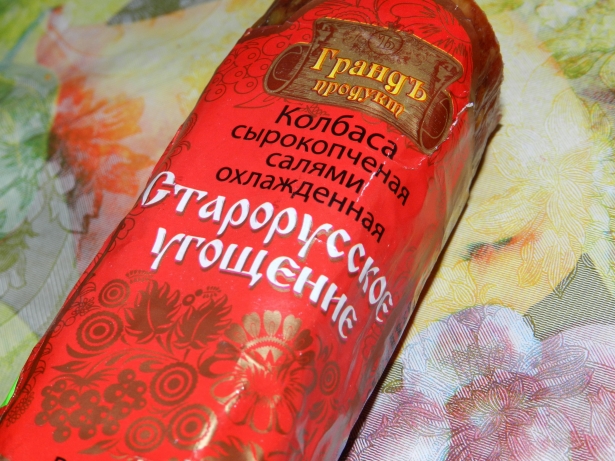 Грандъ
продукт
Колбаса
сырокопченая
салями
охлажденная
Старорусское
угощение